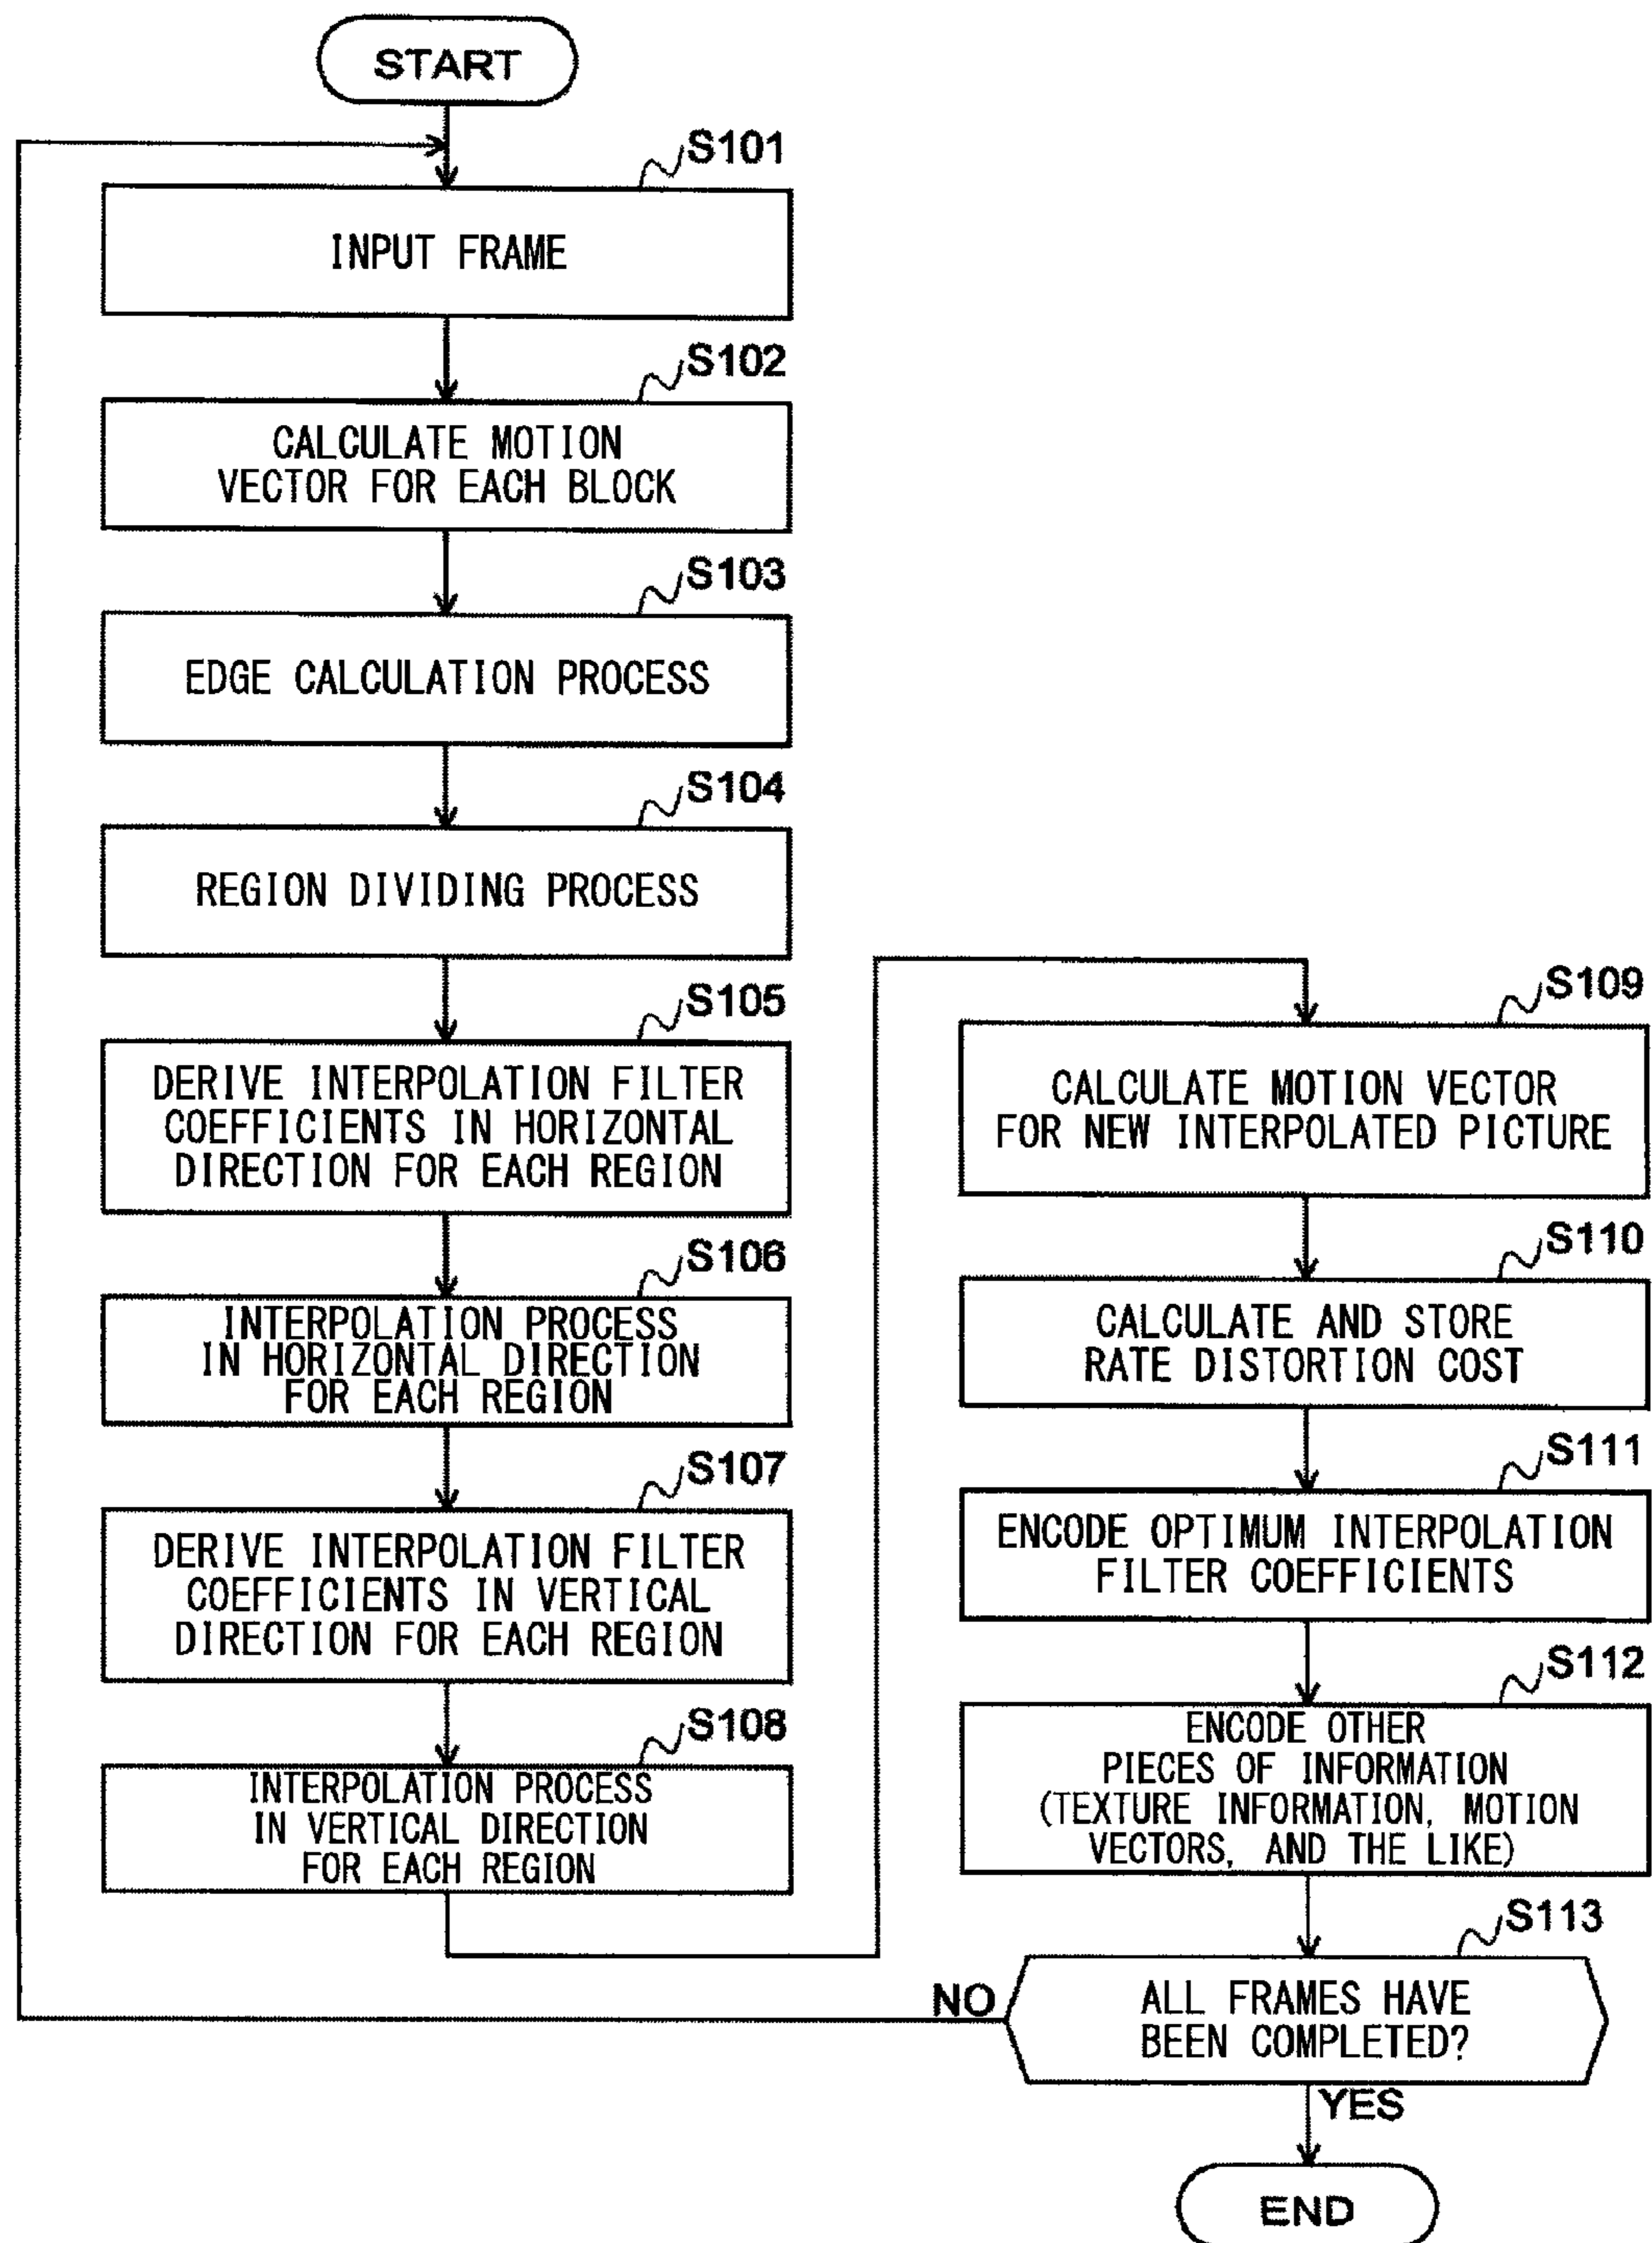 START
S101
INPUT FRAME
S102
CALCULATE MOTION
VECTOR FOR EACH BLOCK
S103
EDGE CALCULATION PROCESS
S104
REGION DIVIDING PROCESS
S105
DERIVE INTERPOLATION FILTER
COEFFICIENTS IN HORIZONTAL
DIRECTION FOR EACH REGION
S106
INTERPOLATION PROCESS
IN HORIZONTAL DIRECTION
FOR EACH REGION
S107
DERIVE INTERPOLATION FILTER
COEFFICIENTS IN VERTICAL
DIRECTION FOR EACH REGION
S108
INTERPOLATION PROCESS
IN VERTICAL DIRECTION
FOR EACH REGION
S109
CALCULATE MOTION VECTOR
FOR NEW INTERPOLATED PICTURE
S110
CALCULATE AND STORE
RATE DISTORTION COST
S111
ENCODE OPTIMUM INTERPOLATION
FILTER COEFFICIENTS
S112
ENCODE OTHER
PIECES OF INFORMATION
(TEXTURE INFORMATION, MOTION
VECTORS, AND THE LIKE)
S113
ALL FRAMES HAVE
BEEN COMPLETED?
NO
YES
END